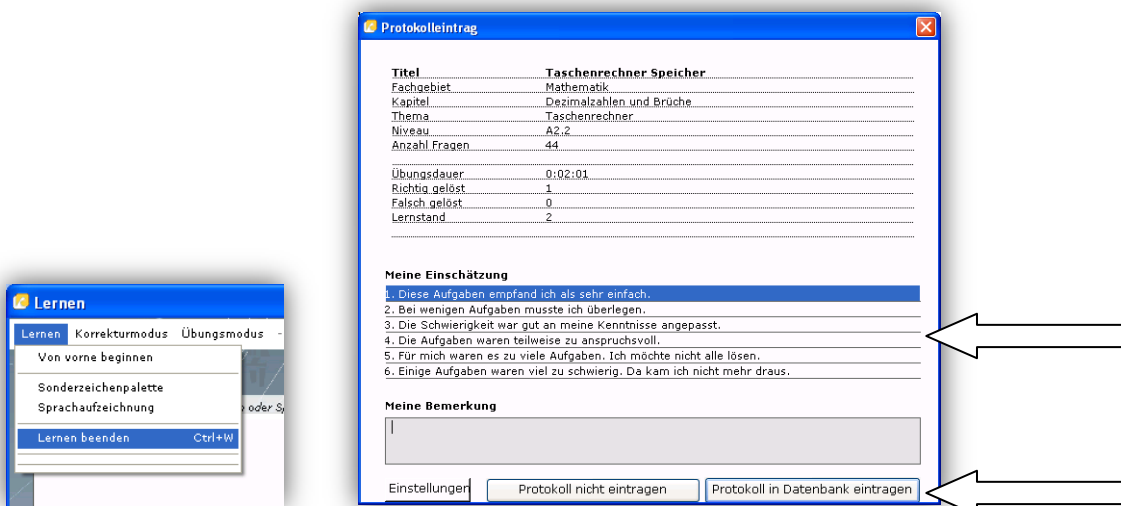 Protokolleintrag
Titel Taschenrechner Speicher
Fachgebiet Mathematik
Kapitel Dezimalzahlen und Brüche
Thema Taschenrechner
Niveau A2.2
Anzahl Fragen 44
Übungsdauer 0:02:01
Richtig gelöst 1
Falsch gelöst 0
Lernstand 2
Meine Einschätzung
1. Diese Aufgaben empfand ich als sehr einfach.
2. Bei wenigen Aufgaben musste ich überlegen.
3. Die Schwierigkeit war gut an meine Kenntnisse angepasst.
4. Die Aufgaben waren teilweise zu anspruchsvoll.
5. Für mich waren es zu viele Aufgaben. Ich möchte nicht alle lösen.
6. Einige Aufgaben waren viel zu schwierig. Da kam ich nicht mehr draus.
Meine Bemerkung
Einstellungen Protokoll nicht eintragen Protokoll in Datenbank eintragen
Lernen
Lernen Korrekturmodus Übungsmodus -
Von vorne beginnen
Sonderzeichenpalette
Sprachaufzeichnung
oder
Lernen beenden Ctrl+W